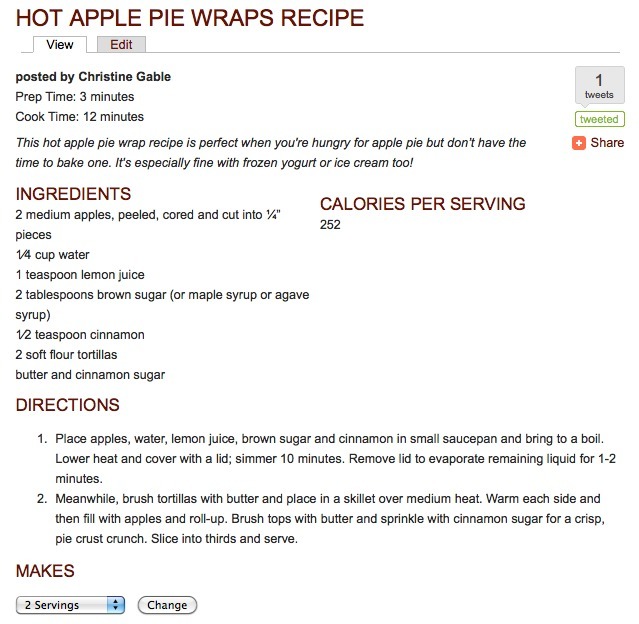 HOT APPLE PIE WRAPS RECIPE
View
Edit
posted by Christine Gable
Prep Time: 3 minutes
Cook Time: 12 minutes
1
tweets
tweeted
Share
This hot apple pie wrap recipe is perfect when you're hungry for apple pie but don't have the
time to bake one. It's especially fine with frozen yogurt or ice cream too!
INGREDIENTS
2 medium apples, peeled, cored and cut into ¼"
pieces
1⁄4 cup water
1 teaspoon lemon juice
2 tablespoons brown sugar (or maple syrup or agave
syrup)
1⁄2 teaspoon cinnamon
2 soft flour tortillas
butter and cinnamon sugar
CALORIES PER SERVING
252
DIRECTIONS
1. Place apples, water, lemon juice, brown sugar and cinnamon in small saucepan and bring to a boil.
Lower heat and cover with a lid; simmer 10 minutes. Remove lid to evaporate remaining liquid for 1-2
minutes.
2. Meanwhile, brush tortillas with butter and place in a skillet over medium heat. Warm each side and
then fill with apples and roll-up. Brush tops with butter and sprinkle with cinnamon sugar for a crisp,
pie crust crunch. Slice into thirds and serve.
MAKES
2 Servings
Change